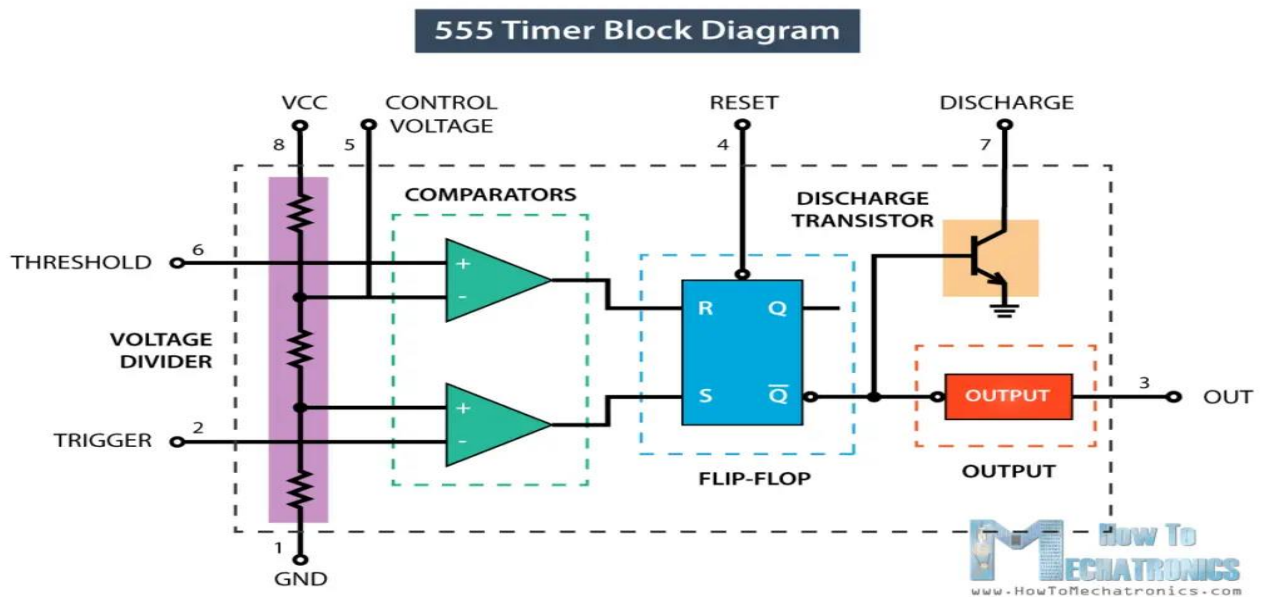 555 Timer Block Diagram
VCC
CONTROL
VOLTAGE
RESET
DISCHARGE
8
5
4
7
COMPARATORS
DISCHARGE
TRANSISTOR
THRESHOLD
6
+
-
R
Q
VOLTAGE
DIVIDER
S
Q̅
OUTPUT
3
OUT
+
-
TRIGGER
2
FLIP-FLOP
OUTPUT
1
GND
How To
MECHATRONICS
www.HowToMechatronics.com